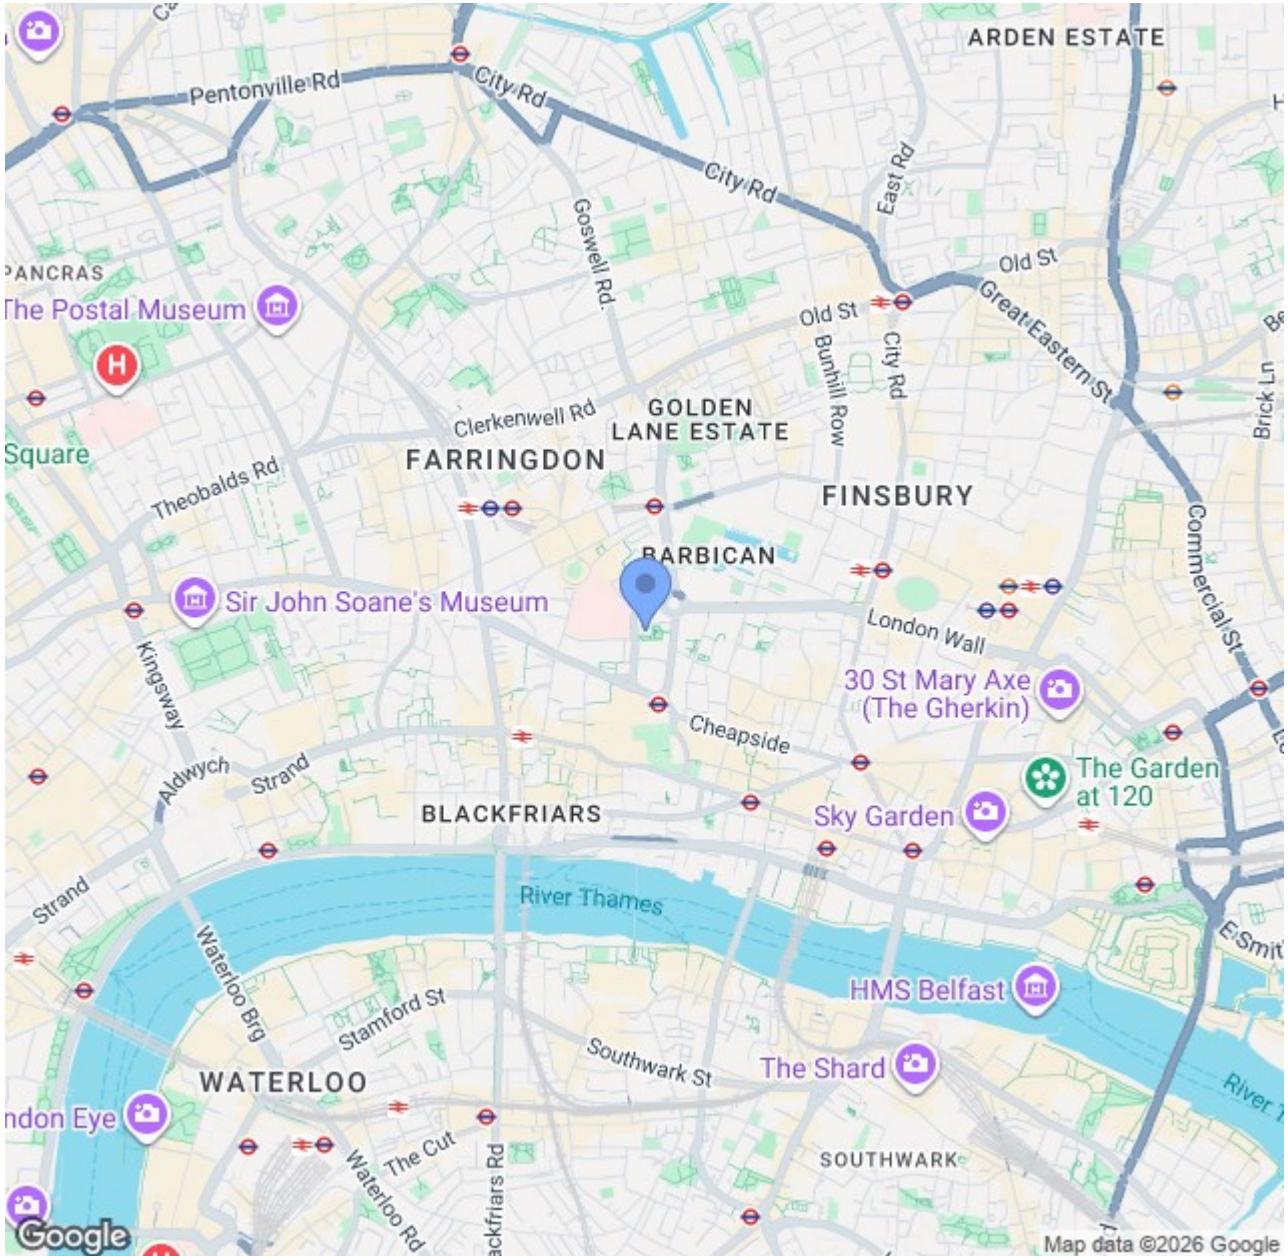 ARDEN ESTATE
Pentonville Rd
City Rd
City Rd
East Rd
Goswell Rd.
PANCRAS
Old St
The Postal Museum
Great Eastern St
Old St
Bunhill Row
City Rd
H
Brick Ln
GOLDEN
LANE ESTATE
Clerkenwell Rd
Square
FARRINGDON
Theobalds Rd
FINSBURY
Commercial St
BARBICAN
Sir John Soane's Museum
London Wall
Kingsway
30 St Mary Axe
(The Gherkin)
Cheapside
Aldwych
Strand
The Garden
at 120
BLACKFRIARS
Sky Garden
Strand
River Thames
E Smit
Waterloo Brg
HMS Belfast
Stamford St
Southwark St
The Shard
WATERLOO
River T
ndon Eye
The Cut
SOUTHWARK
Waterloo Rd
ackfriars Rd
Google
Map data ©2026 Google